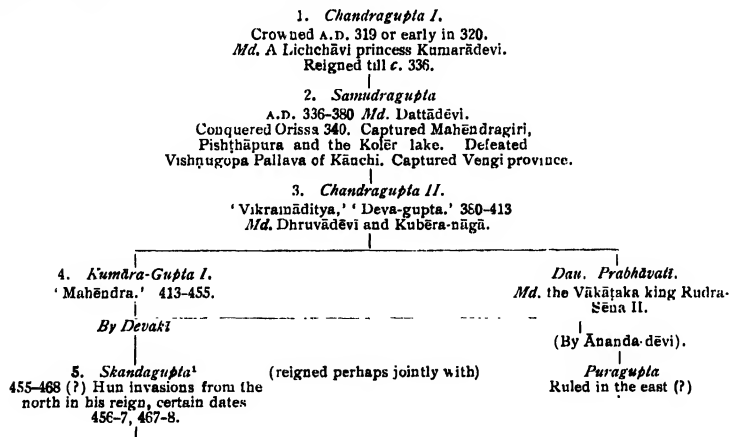 1. Chandragupta I.
Crowned A.D. 319 or early in 320.
Md. A Lichchāvi princess Kumarādevi.
Reigned till c. 336.
2. Samudragupta
A.D. 336-380 Md. Dattādēvi.
Conquered Orissa 340. Captured Mahēndragiri,
Pishṭhāpura and the Kolēr lake. Defeated
Vishṇugopa Pallava of Kānchi. Captured Vengi province.
3. Chandragupta II.
' Vikramāditya,' ' Deva-gupta.' 380-413
Md. Dhruvādēvi and Kubēra-nāgā.
4. Kumāra-Gupta I.
' Mahēndra.' 413-455.
Dau. Prabhāvati.
Md. the Vākāṭaka king Rudra-
Sēna II.
By Devakī
(By Ānanda-dēvi).
5. Skandagupta¹
(reigned perhaps jointly with)
Puragupta
455-468 (?) Hun invasions from the
north in his reign, certain dates
456-7, 467-8.
Ruled in the east (?)